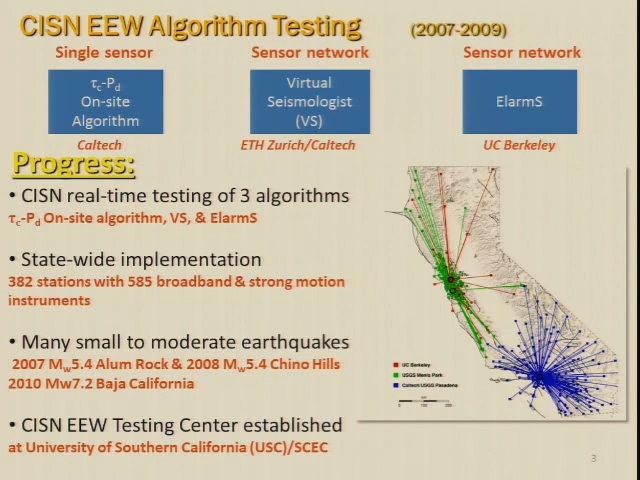 CISN EEW Algorithm Testing (2007-2009)
Single sensor
Sensor network
Sensor network
τc-Pd
On-site
Algorithm
Virtual
Seismologist
(VS)
ElarmS
Caltech
ETH Zurich/Caltech
UC Berkeley
Progress:
• CISN real-time testing of 3 algorithms
τc-Pd On-site algorithm, VS, & ElarmS
• State-wide implementation
382 stations with 585 broadband & strong motion
instruments
• Many small to moderate earthquakes
2007 Mw5.4 Alum Rock & 2008 Mw5.4 Chino Hills
2010 Mw7.2 Baja California
• CISN EEW Testing Center established
at University of Southern California (USC)/SCEC
UC Berkeley
USGS Menlo Park
Caltech/USGS Pasadena
km
0 100 200
3